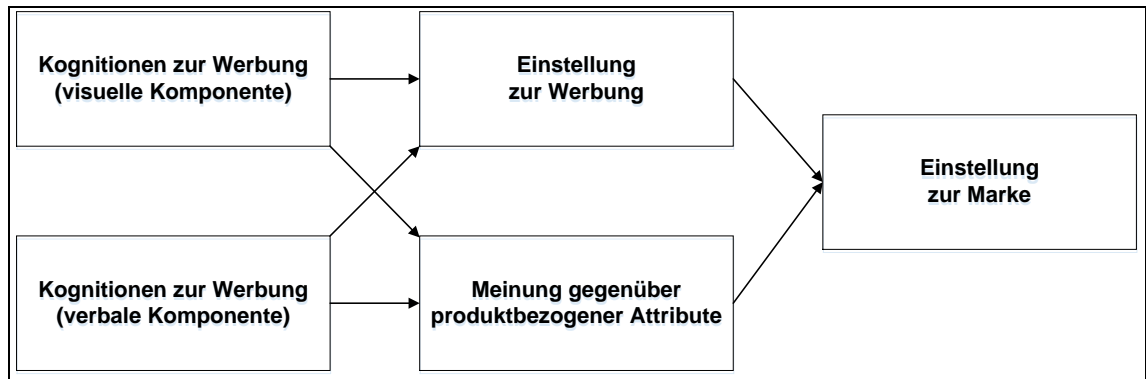 Kognitionen zur Werbung
(visuelle Komponente)
Einstellung
zur Werbung
Einstellung
zur Marke
Kognitionen zur Werbung
(verbale Komponente)
Meinung gegenüber
produktbezogener Attribute